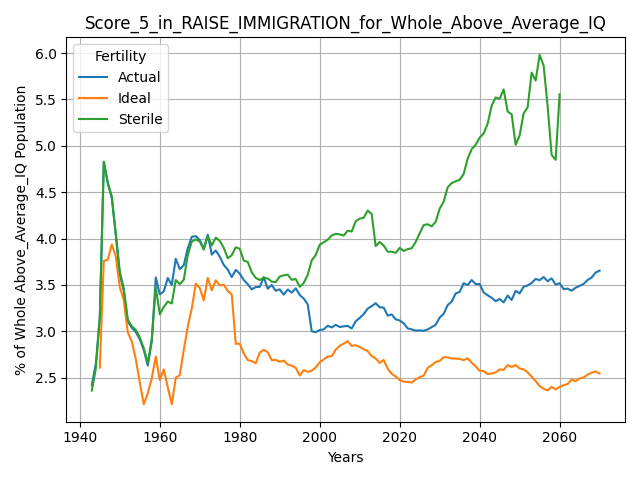 Score_5_in_RAISE_IMMIGRATION_for_Whole_Above_Average_IQ
% of Whole Above_Average_IQ Population
6.0
5.5
5.0
4.5
4.0
3.5
3.0
2.5
Fertility
Actual
Ideal
Sterile
1940 1960 1980 2000 2020 2040 2060
Years